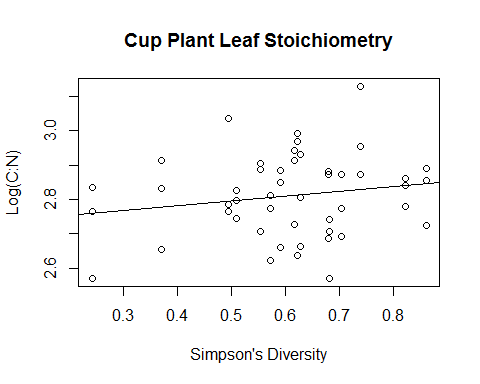 Cup Plant Leaf Stoichiometry
Log(C:N)
3.0
2.8
2.6
0.3 0.4 0.5 0.6 0.7 0.8
Simpson's Diversity